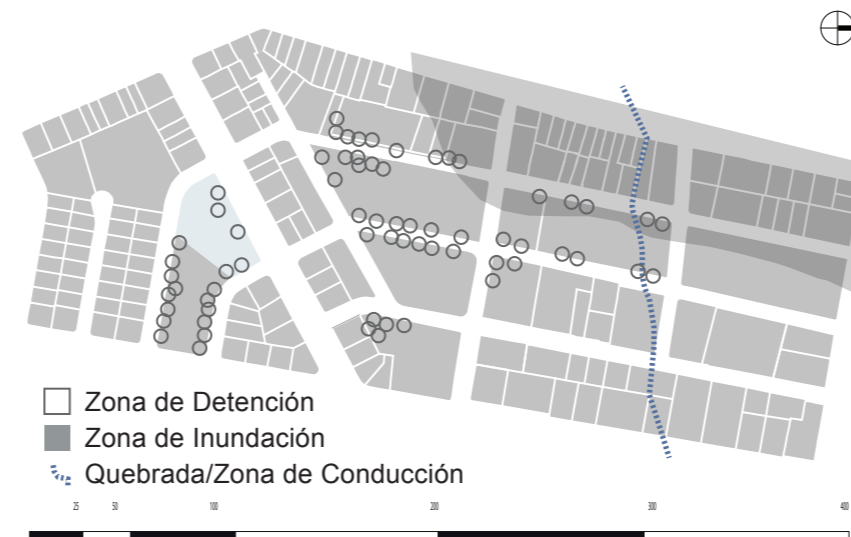 Zona de Detención
Zona de Inundación
Quebrada/Zona de Conducción
25 50 100 200 300 400